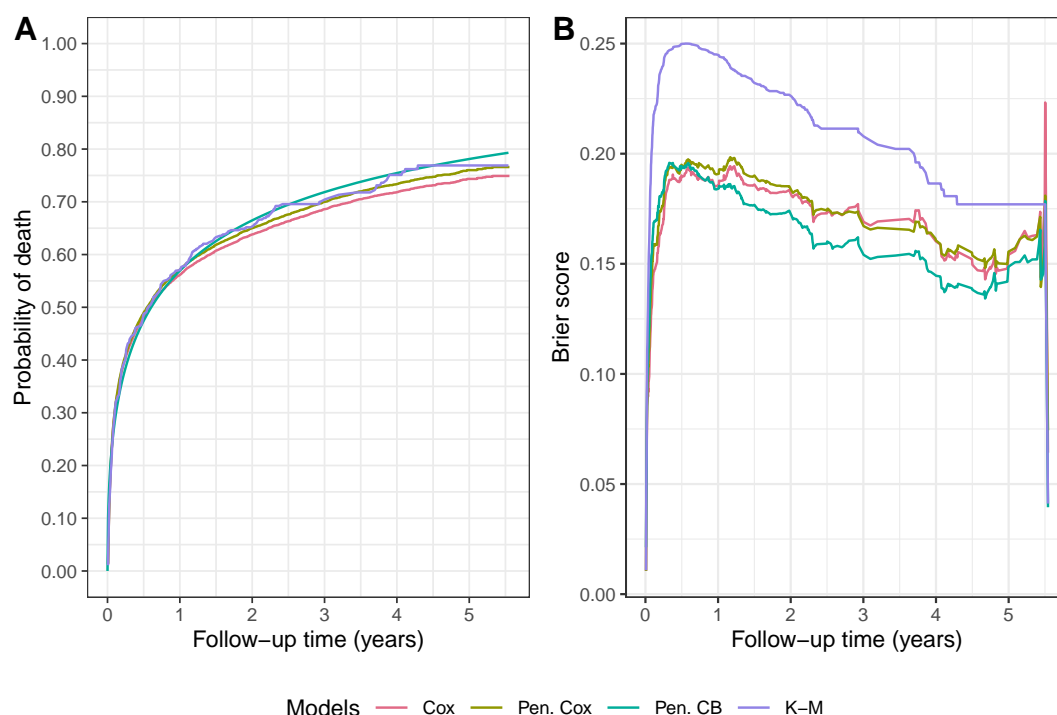 A
B
1.00
0.90
0.80
0.70
0.60
0.50
0.40
0.30
0.20
0.10
0.00
Probability of death
0 1 2 3 4 5
Follow−up time (years)
0.25
0.20
0.15
0.10
0.05
0.00
Brier score
0 1 2 3 4 5
Follow−up time (years)
Models Cox Pen. Cox Pen. CB K−M